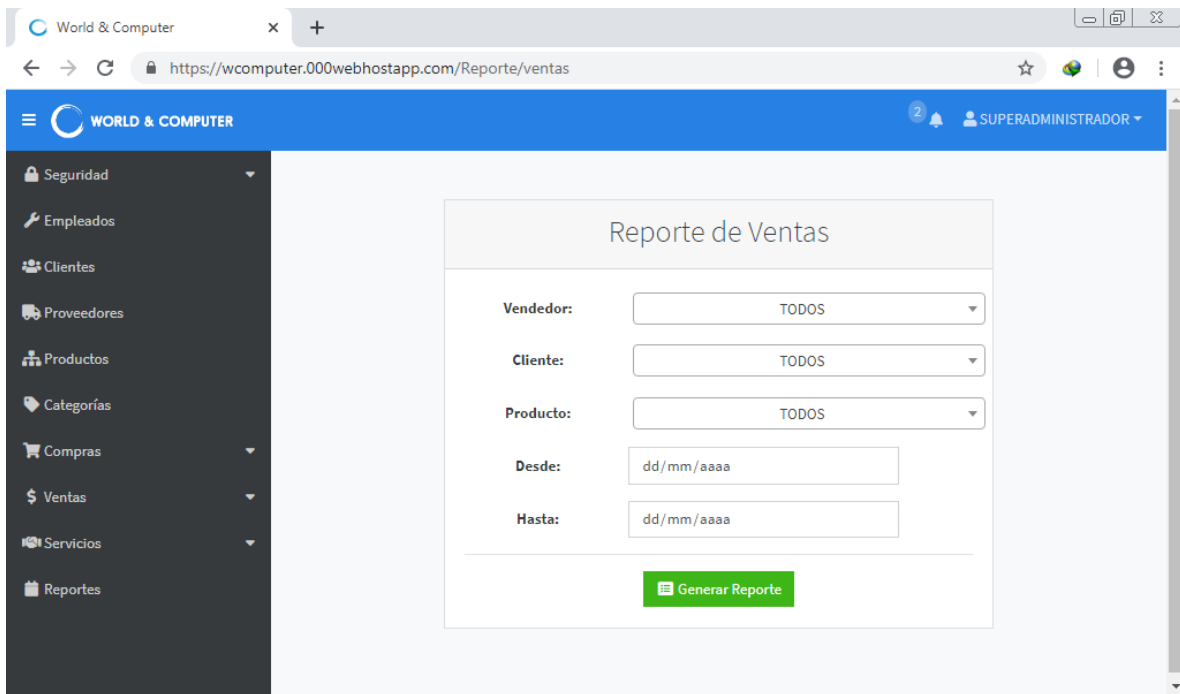 World & Computer
https://wcomputer.000webhostapp.com/Reporte/ventas
WORLD & COMPUTER
2
SUPERADMINISTRADOR
Seguridad
Empleados
Clientes
Proveedores
Productos
Categorías
Compras
Ventas
Servicios
Reportes
Reporte de Ventas
Vendedor: TODOS
Cliente: TODOS
Producto: TODOS
Desde: dd/mm/aaaa
Hasta: dd/mm/aaaa
Generar Reporte